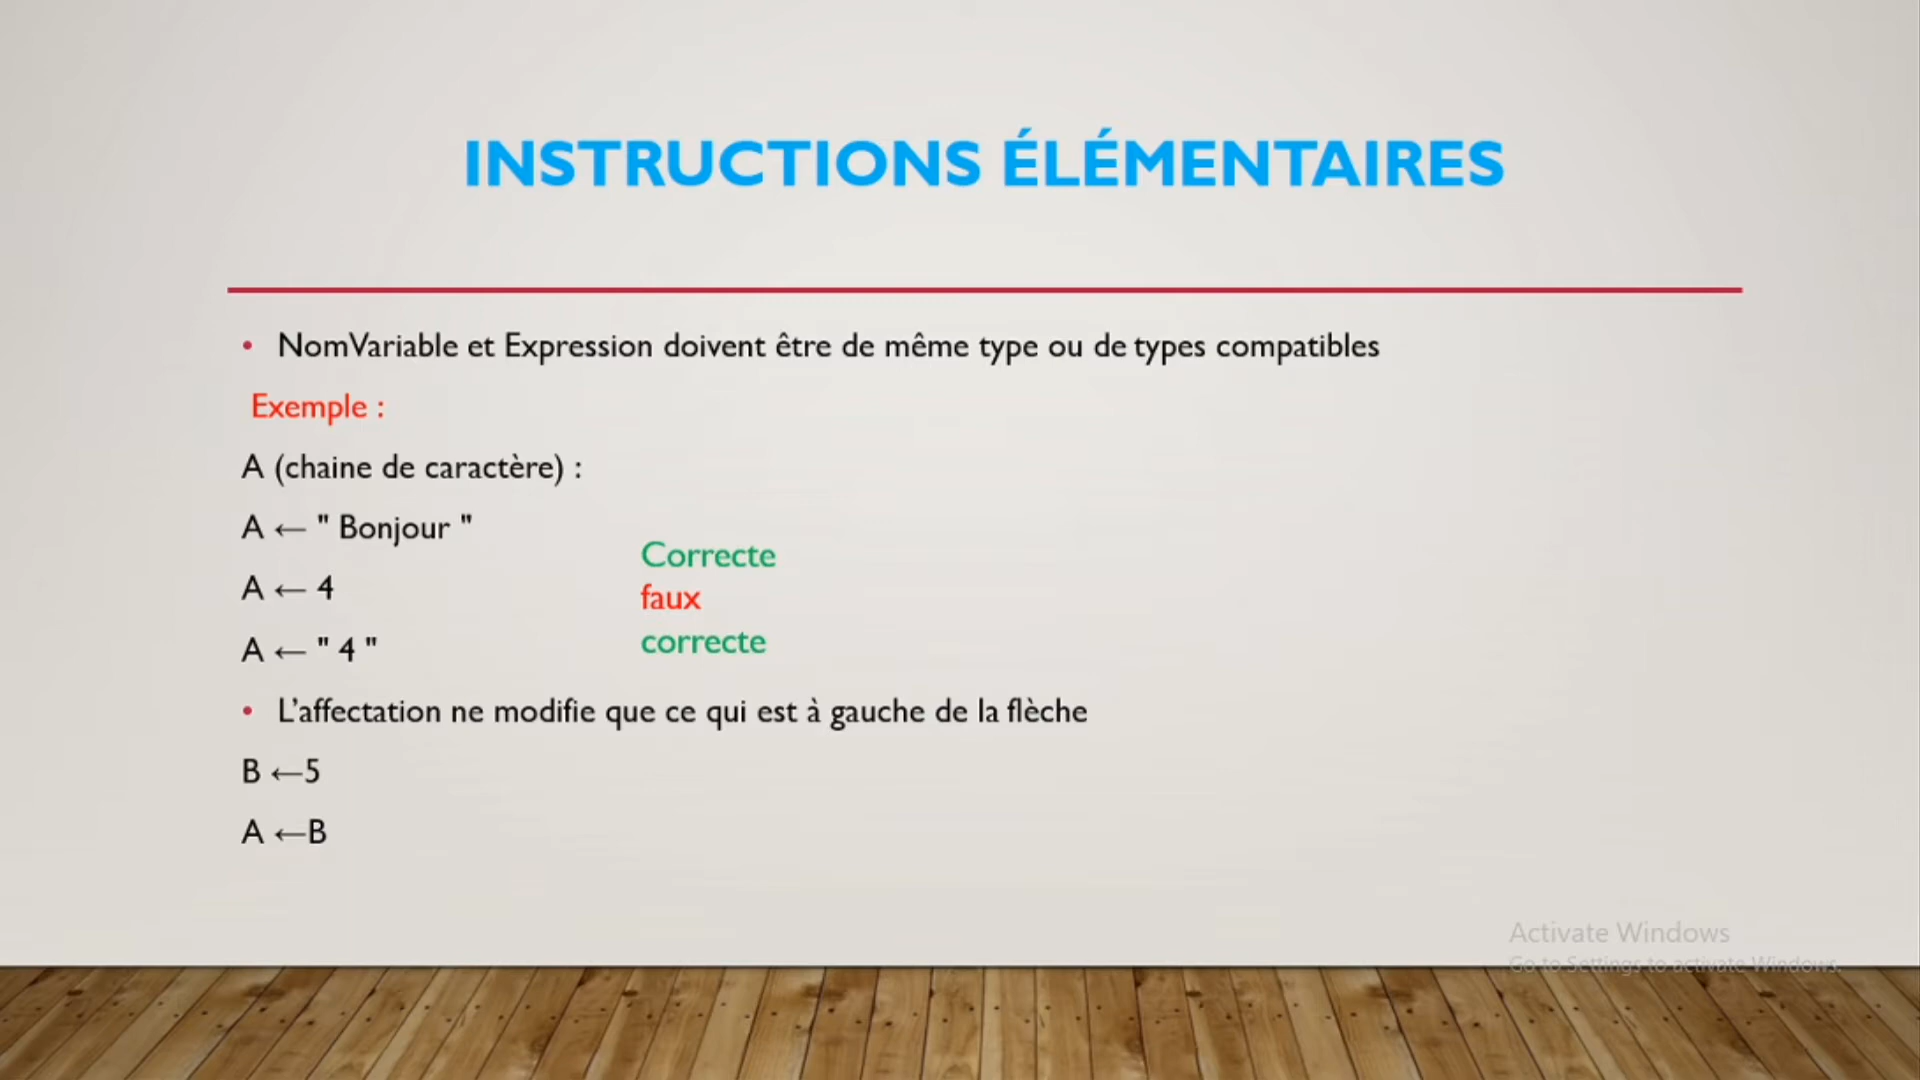 INSTRUCTIONS ÉLÉMENTAIRES
• NomVariable et Expression doivent être de même type ou de types compatibles
Exemple :
A (chaine de caractère) :
A ← " Bonjour "
Correcte
A ← 4
faux
A ← " 4 "
correcte
• L’affectation ne modifie que ce qui est à gauche de la flèche
B ←5
A ←B
Activate Windows
Go to Settings to activate Windows.